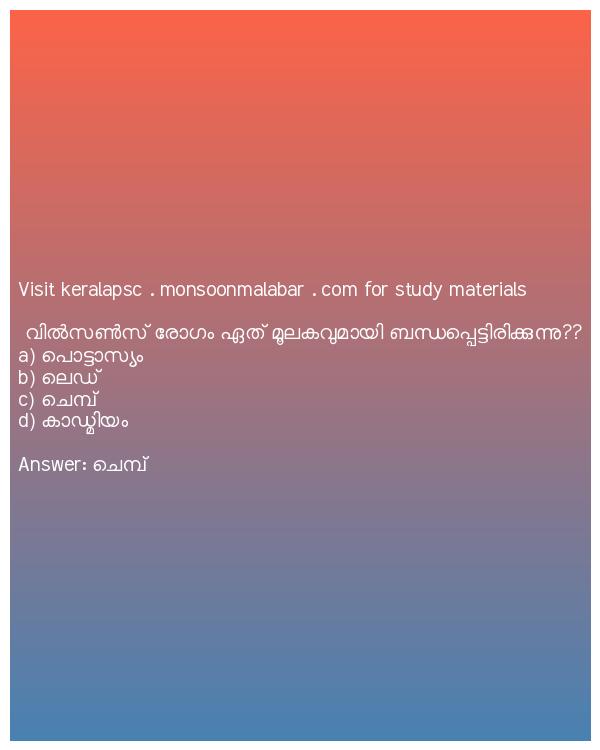 Visit keralapsc . monsoonmalabar . com for study materials
വിൽസൺസ് രോഗം ഏത് മൂലകവുമായി ബന്ധപ്പെട്ടിരിക്കുന്നു??
a) പൊട്ടാസ്യം
b) ലെഡ്
c) ചെമ്പ്
d) കാഡ്മിയം
Answer: ചെമ്പ്